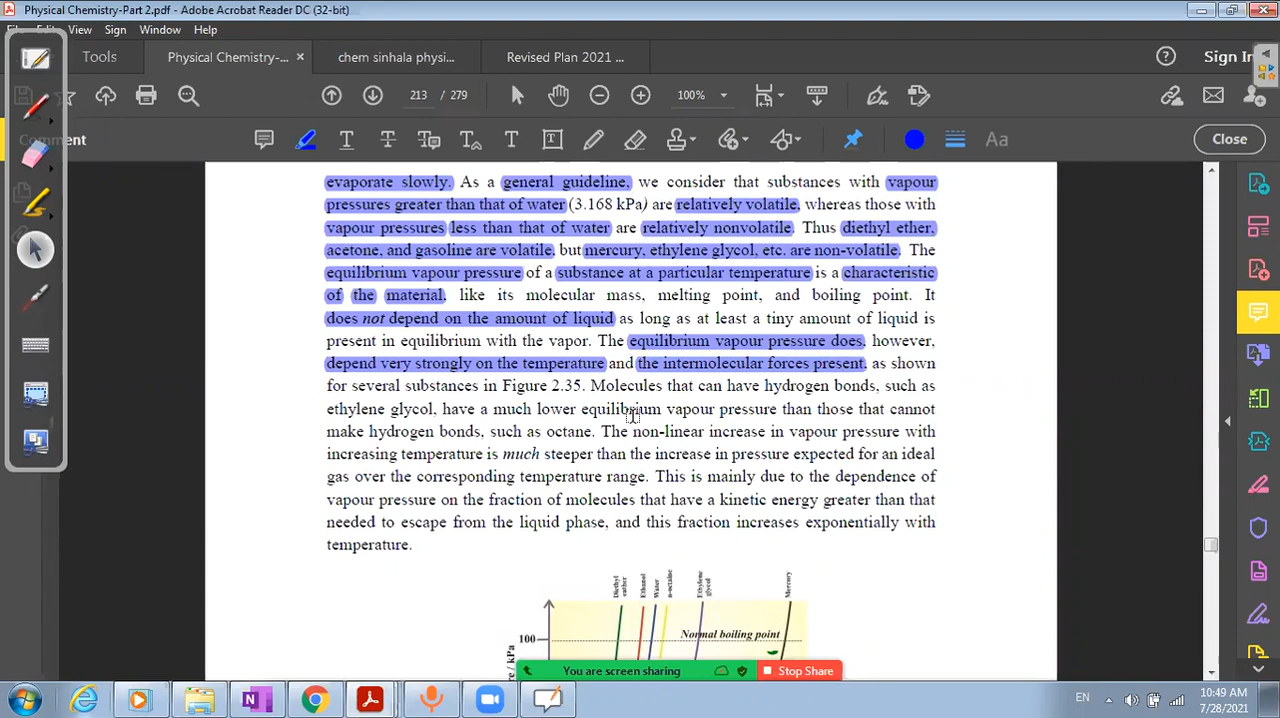 Physical Chemistry-Part 2.pdf - Adobe Acrobat Reader DC (32-bit)
View Sign Window Help
Tools Physical Chemistry-... × chem sinhala physi... Revised Plan 2021 ... Sign In
213 / 279 100%
Comment T T T T T Aa Close
evaporate slowly. As a general guideline, we consider that substances with vapour
pressures greater than that of water (3.168 kPa) are relatively volatile, whereas those with
vapour pressures less than that of water are relatively nonvolatile. Thus diethyl ether,
acetone, and gasoline are volatile, but mercury, ethylene glycol, etc. are non-volatile. The
equilibrium vapour pressure of a substance at a particular temperature is a characteristic
of the material, like its molecular mass, melting point, and boiling point. It
does not depend on the amount of liquid as long as at least a tiny amount of liquid is
present in equilibrium with the vapor. The equilibrium vapour pressure does, however,
depend very strongly on the temperature and the intermolecular forces present, as shown
for several substances in Figure 2.35. Molecules that can have hydrogen bonds, such as
ethylene glycol, have a much lower equilibrium vapour pressure than those that cannot
make hydrogen bonds, such as octane. The non-linear increase in vapour pressure with
increasing temperature is much steeper than the increase in pressure expected for an ideal
gas over the corresponding temperature range. This is mainly due to the dependence of
vapour pressure on the fraction of molecules that have a kinetic energy greater than that
needed to escape from the liquid phase, and this fraction increases exponentially with
temperature.
Diethyl
eather
Ethanol
Water
n-octaine
Ethylene
glycol
Mercury
100
Normal boiling point
/ kPa
You are screen sharing Stop Share
EN 10:49 AM
7/28/2021